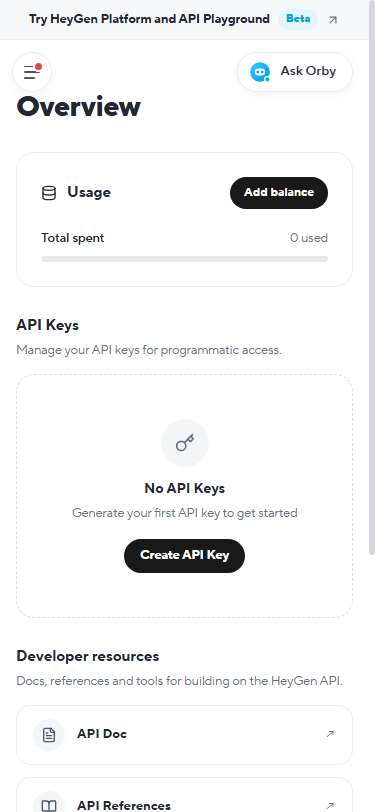 Try HeyGen Platform and API Playground Beta
Ask Orby
Overview
Usage
Add balance
Total spent
0 used
API Keys
Manage your API keys for programmatic access.
No API Keys
Generate your first API key to get started
Create API Key
Developer resources
Docs, references and tools for building on the HeyGen API.
API Doc
API References